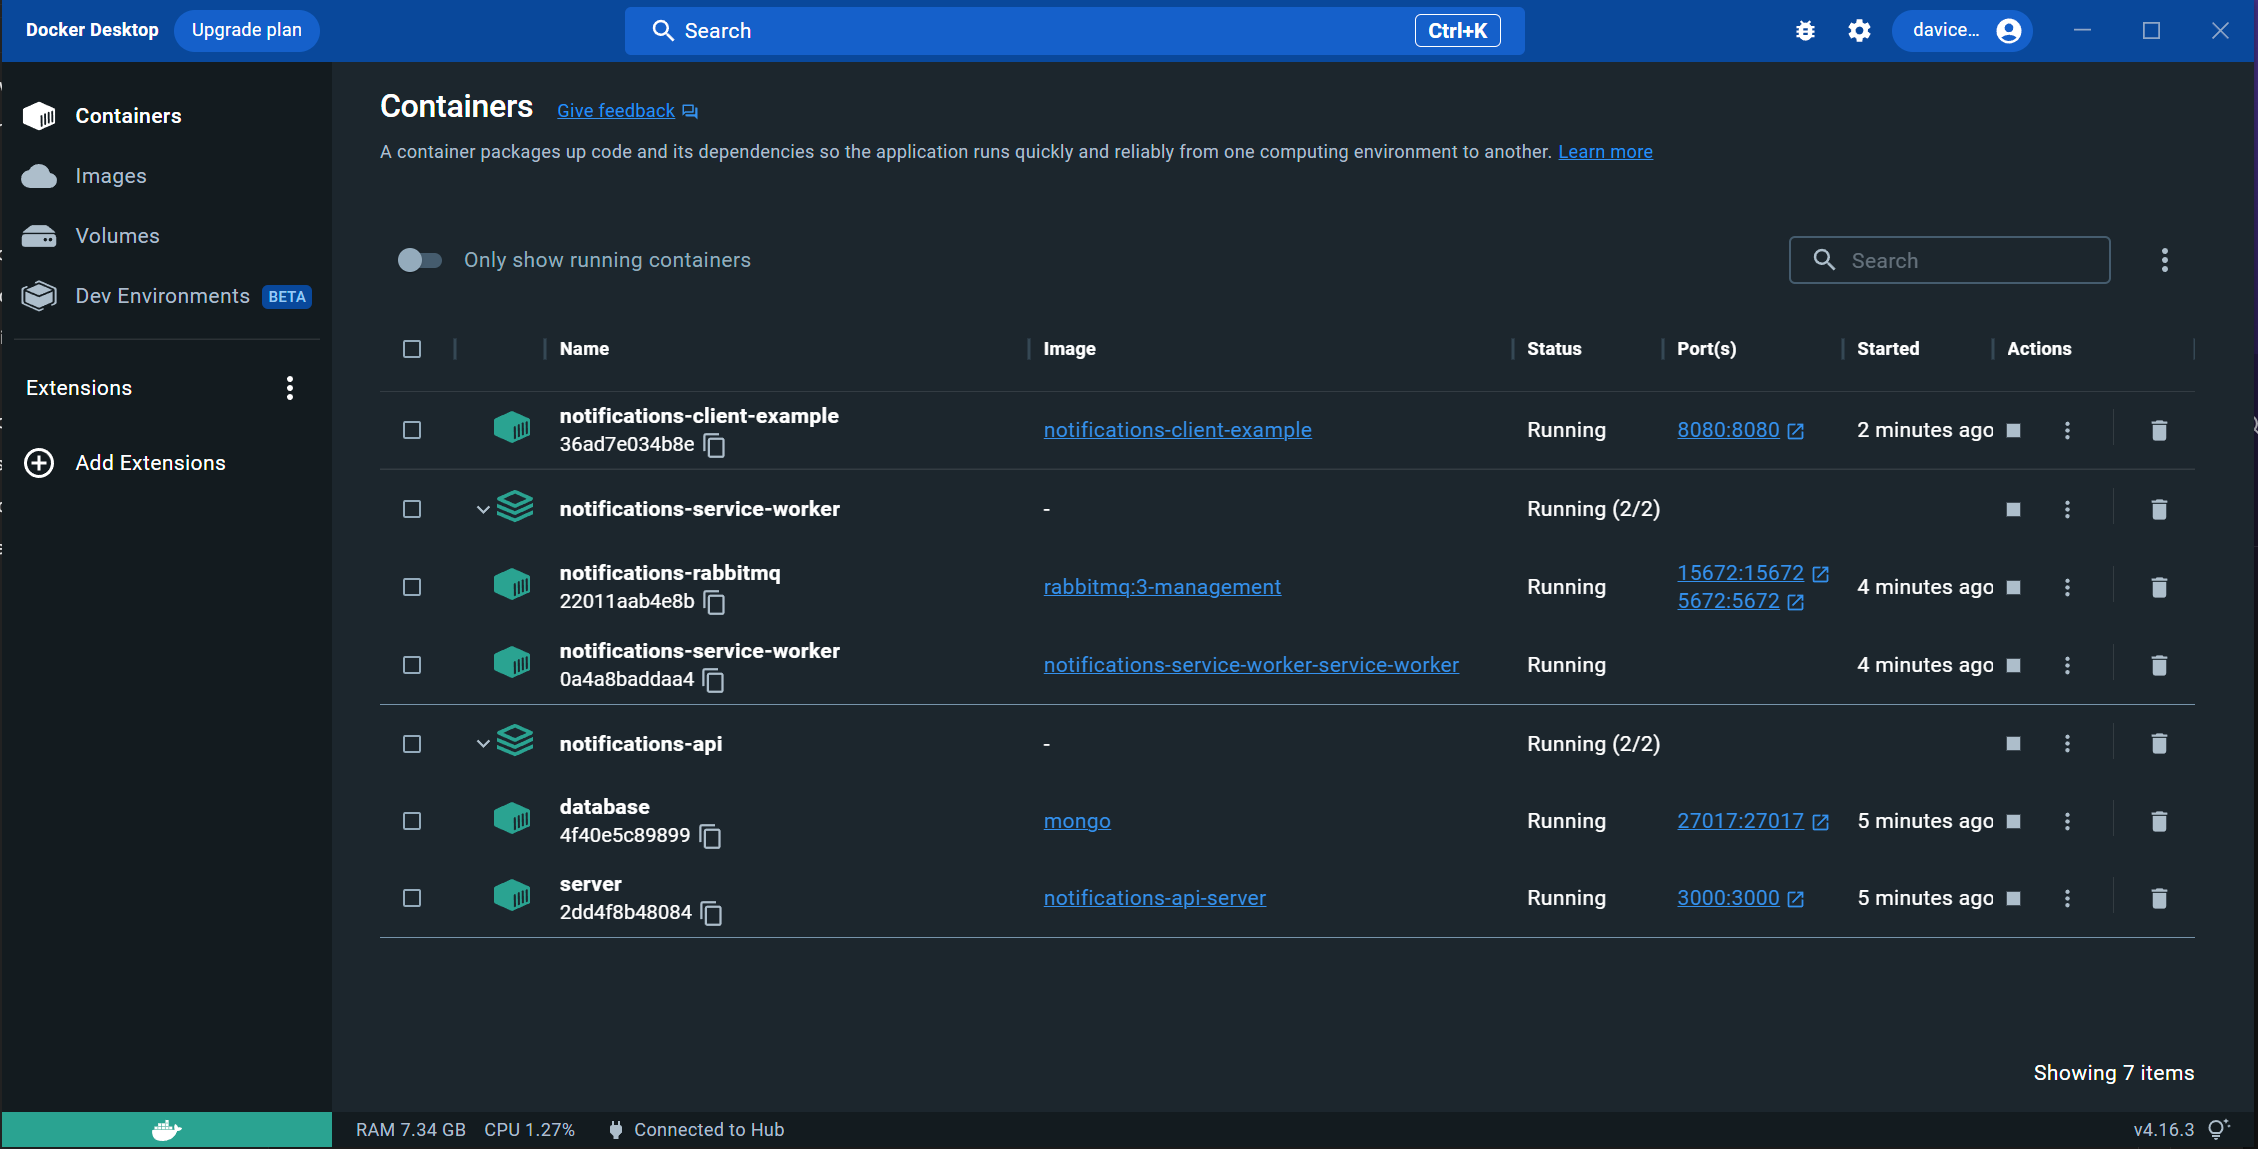 Docker Desktop Upgrade plan Search Ctrl+K davice...
Containers
Images
Volumes
Dev Environments BETA
Extensions
Add Extensions
Containers Give feedback
A container packages up code and its dependencies so the application runs quickly and reliably from one computing environment to another. Learn more
Only show running containers Search
Name Image Status Port(s) Started Actions
notifications-client-example
36ad7e034b8e notifications-client-example Running 8080:8080 2 minutes ago
notifications-service-worker - Running (2/2)
notifications-rabbitmq 15672:15672
22011aab4e8b rabbitmq:3-management Running 5672:5672 4 minutes ago
notifications-service-worker
0a4a8baddaa4 notifications-service-worker-service-worker Running 4 minutes ago
notifications-api - Running (2/2)
database
4f40e5c89899 mongo Running 27017:27017 5 minutes ago
server
2dd4f8b48084 notifications-api-server Running 3000:3000 5 minutes ago
Showing 7 items
RAM 7.34 GB CPU 1.27% Connected to Hub v4.16.3